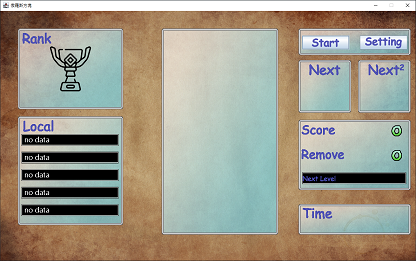 俄羅斯方塊
Rank
Start
Setting
Next
Next²
Local
no data
no data
no data
no data
no data
Score
0
Remove
0
Next Level
Time